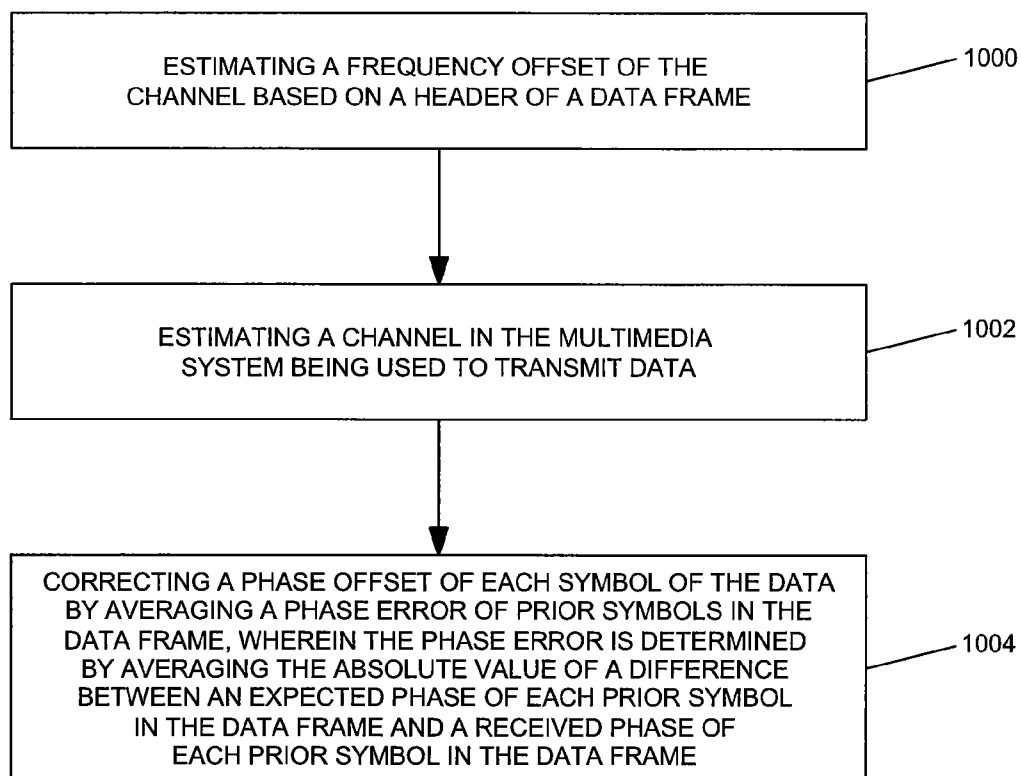 ESTIMATING A FREQUENCY OFFSET OF THE
CHANNEL BASED ON A HEADER OF A DATA FRAME
1000
ESTIMATING A CHANNEL IN THE MULTIMEDIA
SYSTEM BEING USED TO TRANSMIT DATA
1002
CORRECTING A PHASE OFFSET OF EACH SYMBOL OF THE DATA
BY AVERAGING A PHASE ERROR OF PRIOR SYMBOLS IN THE
DATA FRAME, WHEREIN THE PHASE ERROR IS DETERMINED
BY AVERAGING THE ABSOLUTE VALUE OF A DIFFERENCE
BETWEEN AN EXPECTED PHASE OF EACH PRIOR SYMBOL
IN THE DATA FRAME AND A RECEIVED PHASE OF
EACH PRIOR SYMBOL IN THE DATA FRAME
1004